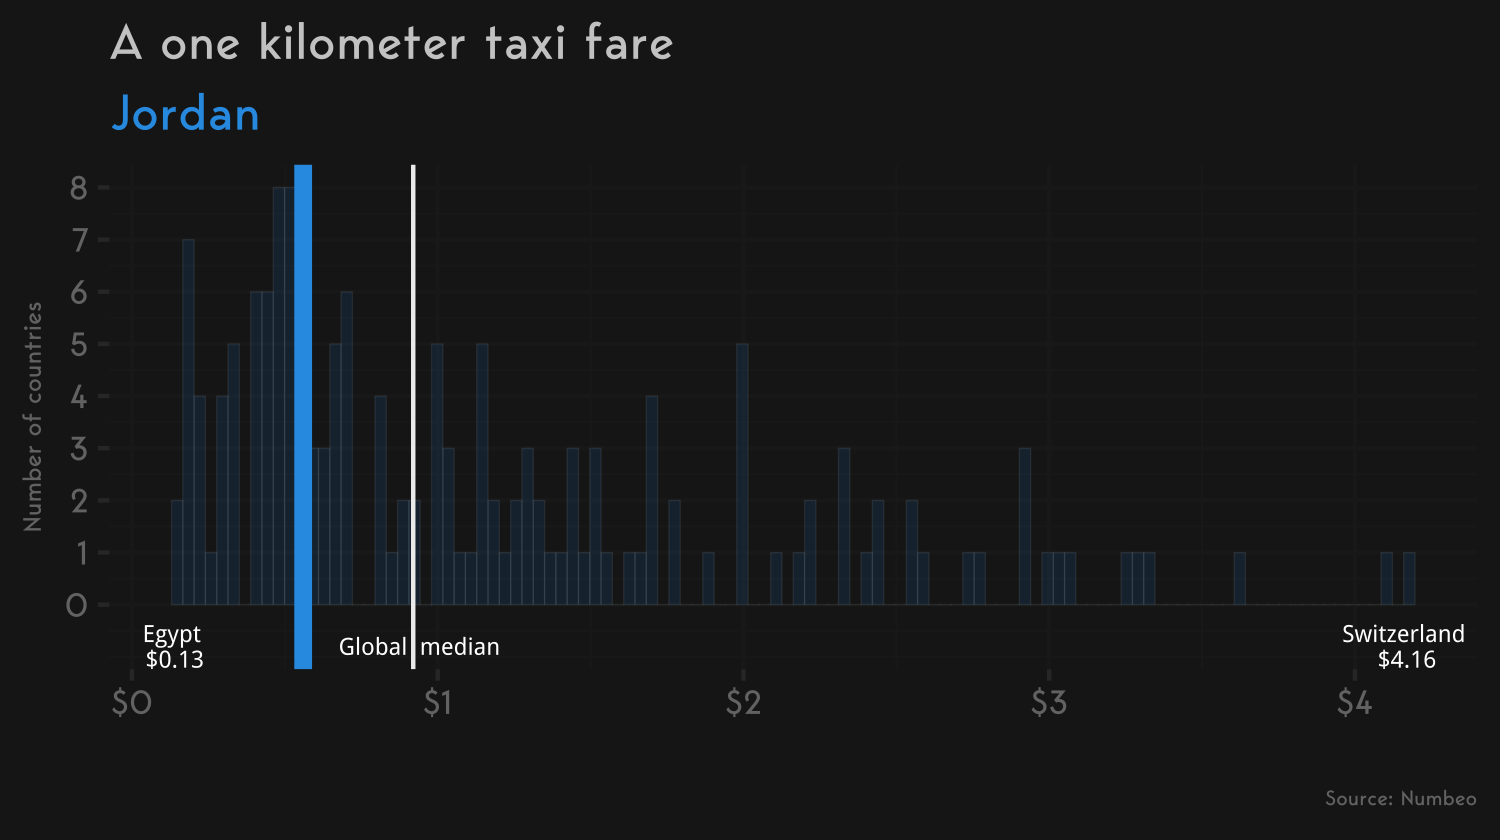 A one kilometer taxi fare
Jordan
Number of countries
8
7
6
5
4
3
2
1
0
Egypt
$0.13
Global median
Switzerland
$4.16
$0
$1
$2
$3
$4
Source: Numbeo